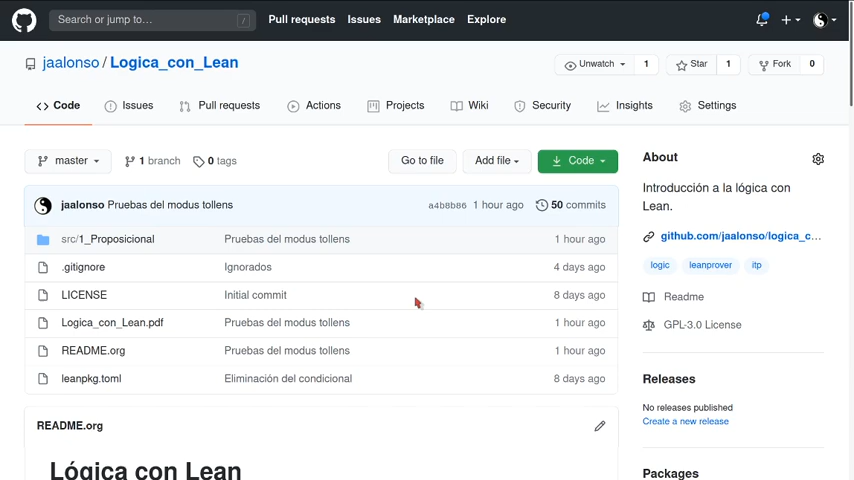 Search or jump to… /
Pull requests Issues Marketplace Explore
jaalonso / Logica_con_Lean
Unwatch 1 Star 1 Fork 0
Code Issues Pull requests Actions Projects Wiki Security Insights Settings
master 1 branch 0 tags Go to file Add file Code
jaalonso Pruebas del modus tollens a4b8b86 1 hour ago 50 commits
src/1_Proposicional Pruebas del modus tollens 1 hour ago
.gitignore Ignorados 4 days ago
LICENSE Initial commit 8 days ago
Logica_con_Lean.pdf Pruebas del modus tollens 1 hour ago
README.org Pruebas del modus tollens 1 hour ago
leanpkg.toml Eliminación del condicional 8 days ago
README.org
Lógica con Lean
About
Introducción a la lógica con
Lean.
github.com/jaalonso/logica_c...
logic leanprover itp
Readme
GPL-3.0 License
Releases
No releases published
Create a new release
Packages